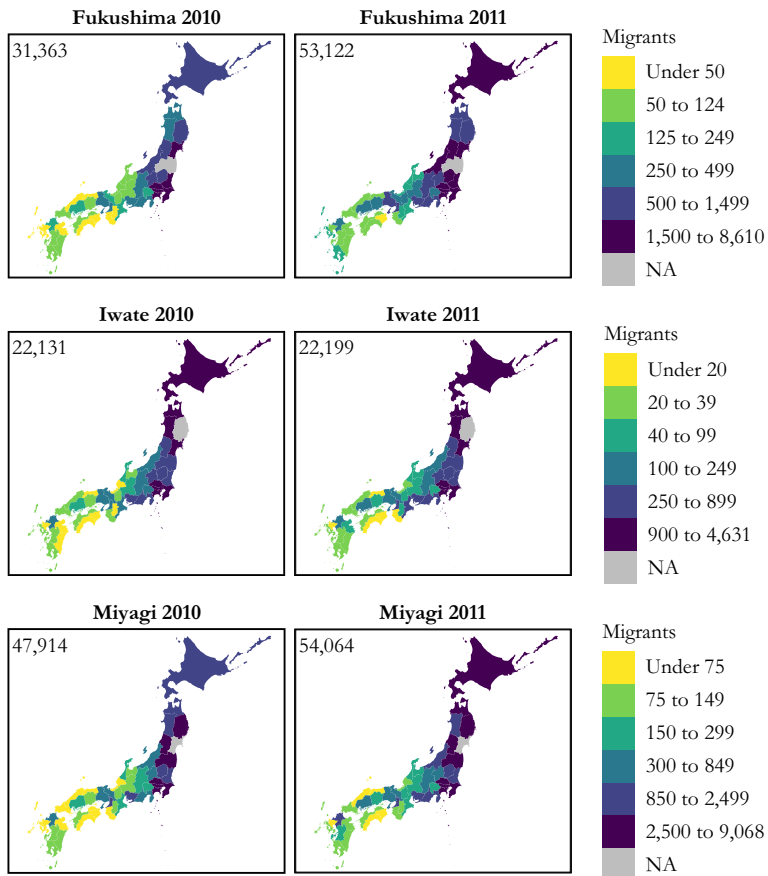 Fukushima 2010
Fukushima 2011
31,363
53,122
Migrants
Under 50
50 to 124
125 to 249
250 to 499
500 to 1,499
1,500 to 8,610
NA
Iwate 2010
Iwate 2011
22,131
22,199
Migrants
Under 20
20 to 39
40 to 99
100 to 249
250 to 899
900 to 4,631
NA
Miyagi 2010
Miyagi 2011
47,914
54,064
Migrants
Under 75
75 to 149
150 to 299
300 to 849
850 to 2,499
2,500 to 9,068
NA